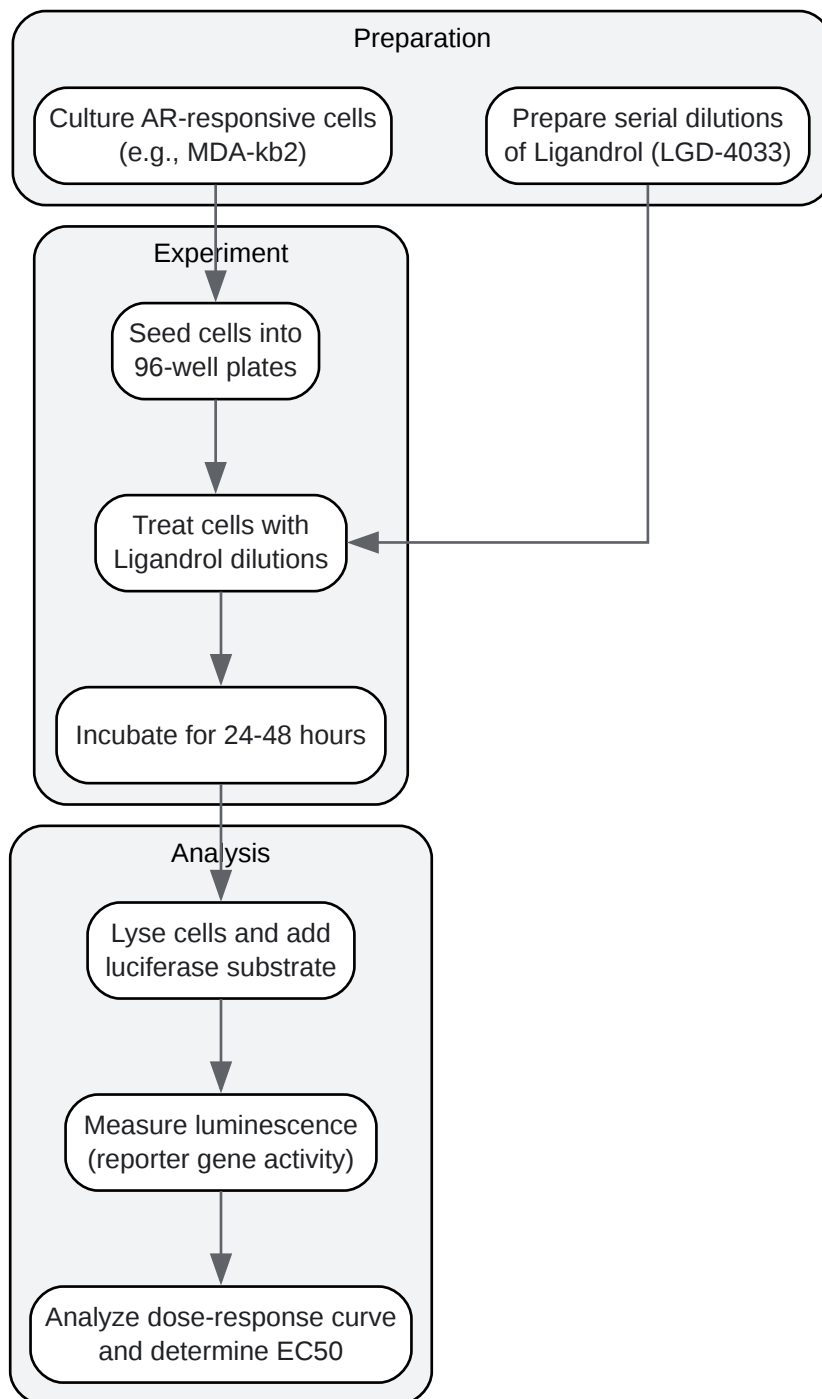 Preparation
Culture AR-responsive cells
(e.g., MDA-kb2)
Prepare serial dilutions
of Ligandrol (LGD-4033)
Experiment
Seed cells into
96-well plates
Treat cells with
Ligandrol dilutions
Incubate for 24-48 hours
Analysis
Lyse cells and add
luciferase substrate
Measure luminescence
(reporter gene activity)
Analyze dose-response curve
and determine EC50